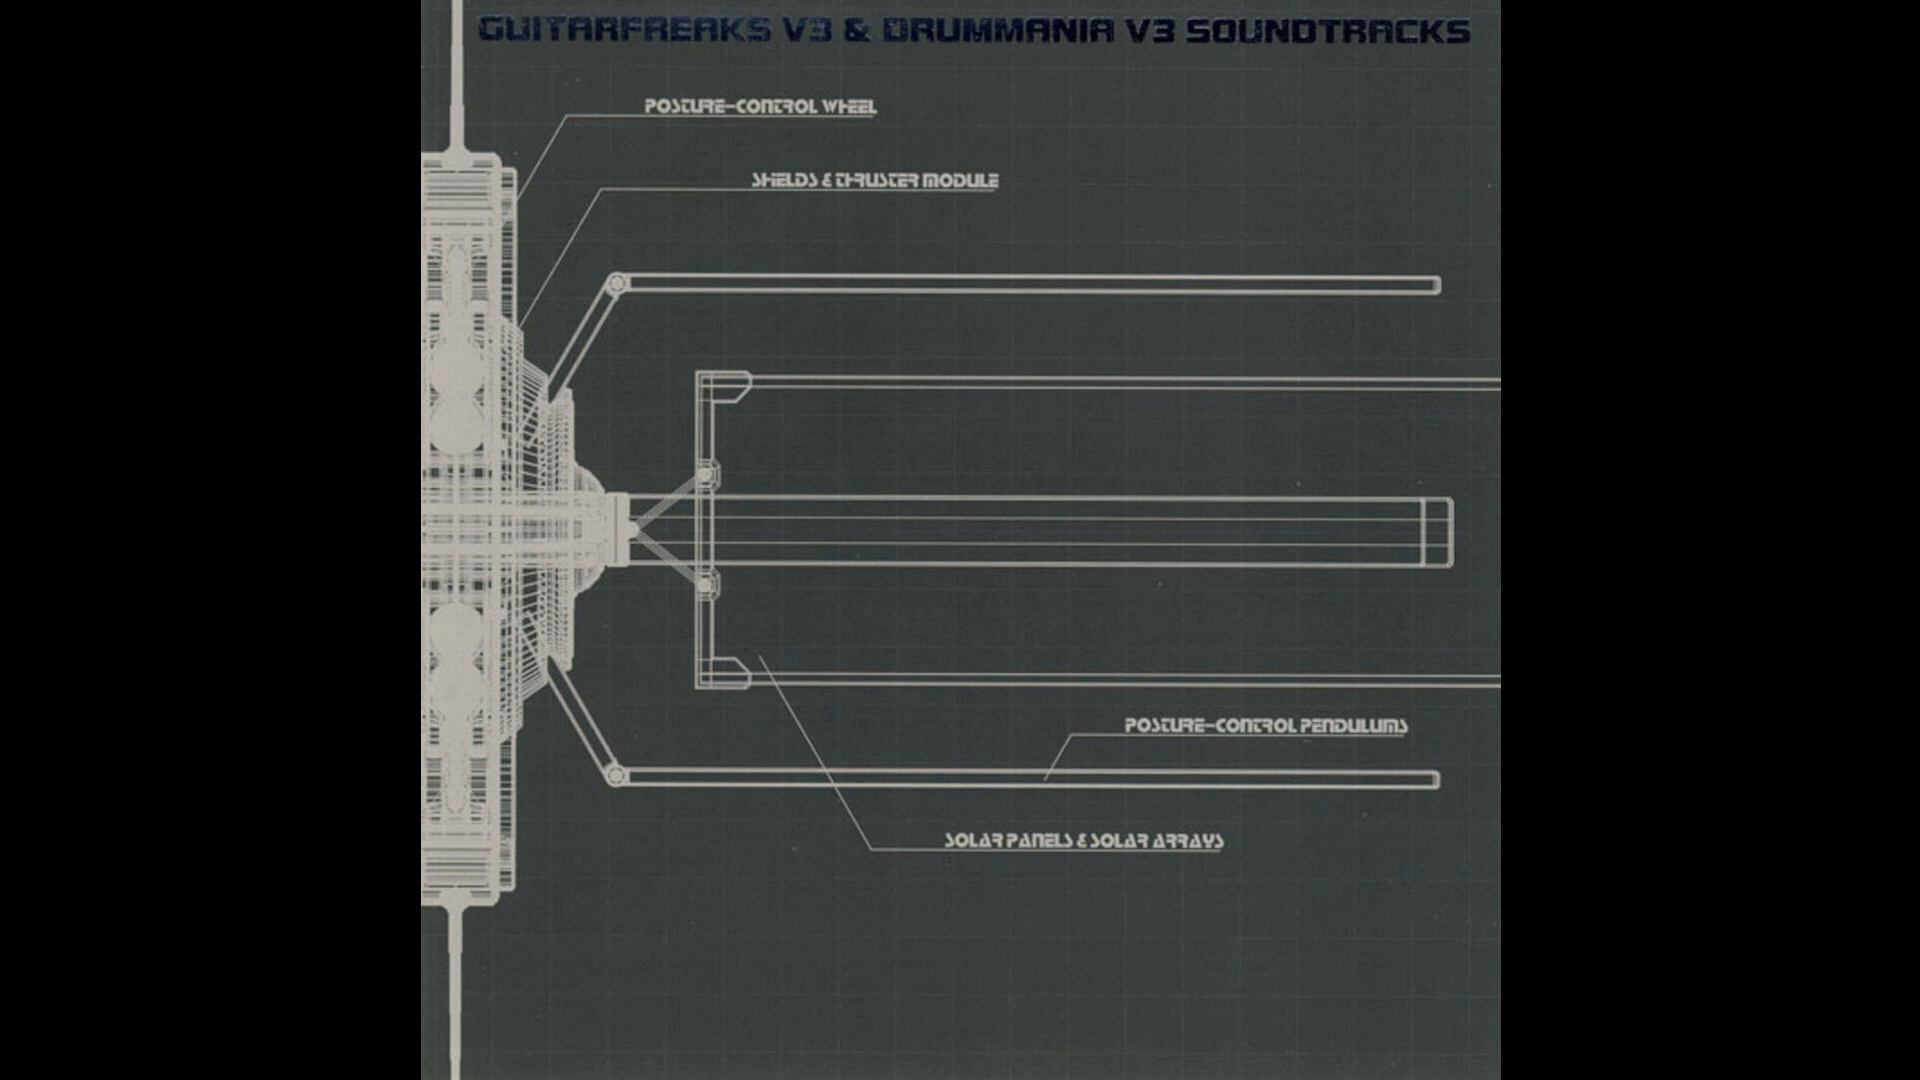 GUITARFREAKS V3 & DRUMMANIA V3 SOUNDTRACKS
POSTURE-CONTROL WHEEL
SHIELDS & THRUSTER MODULE
POSTURE-CONTROL PENDULUMS
SOLAR PANELS & SOLAR ARRAYS